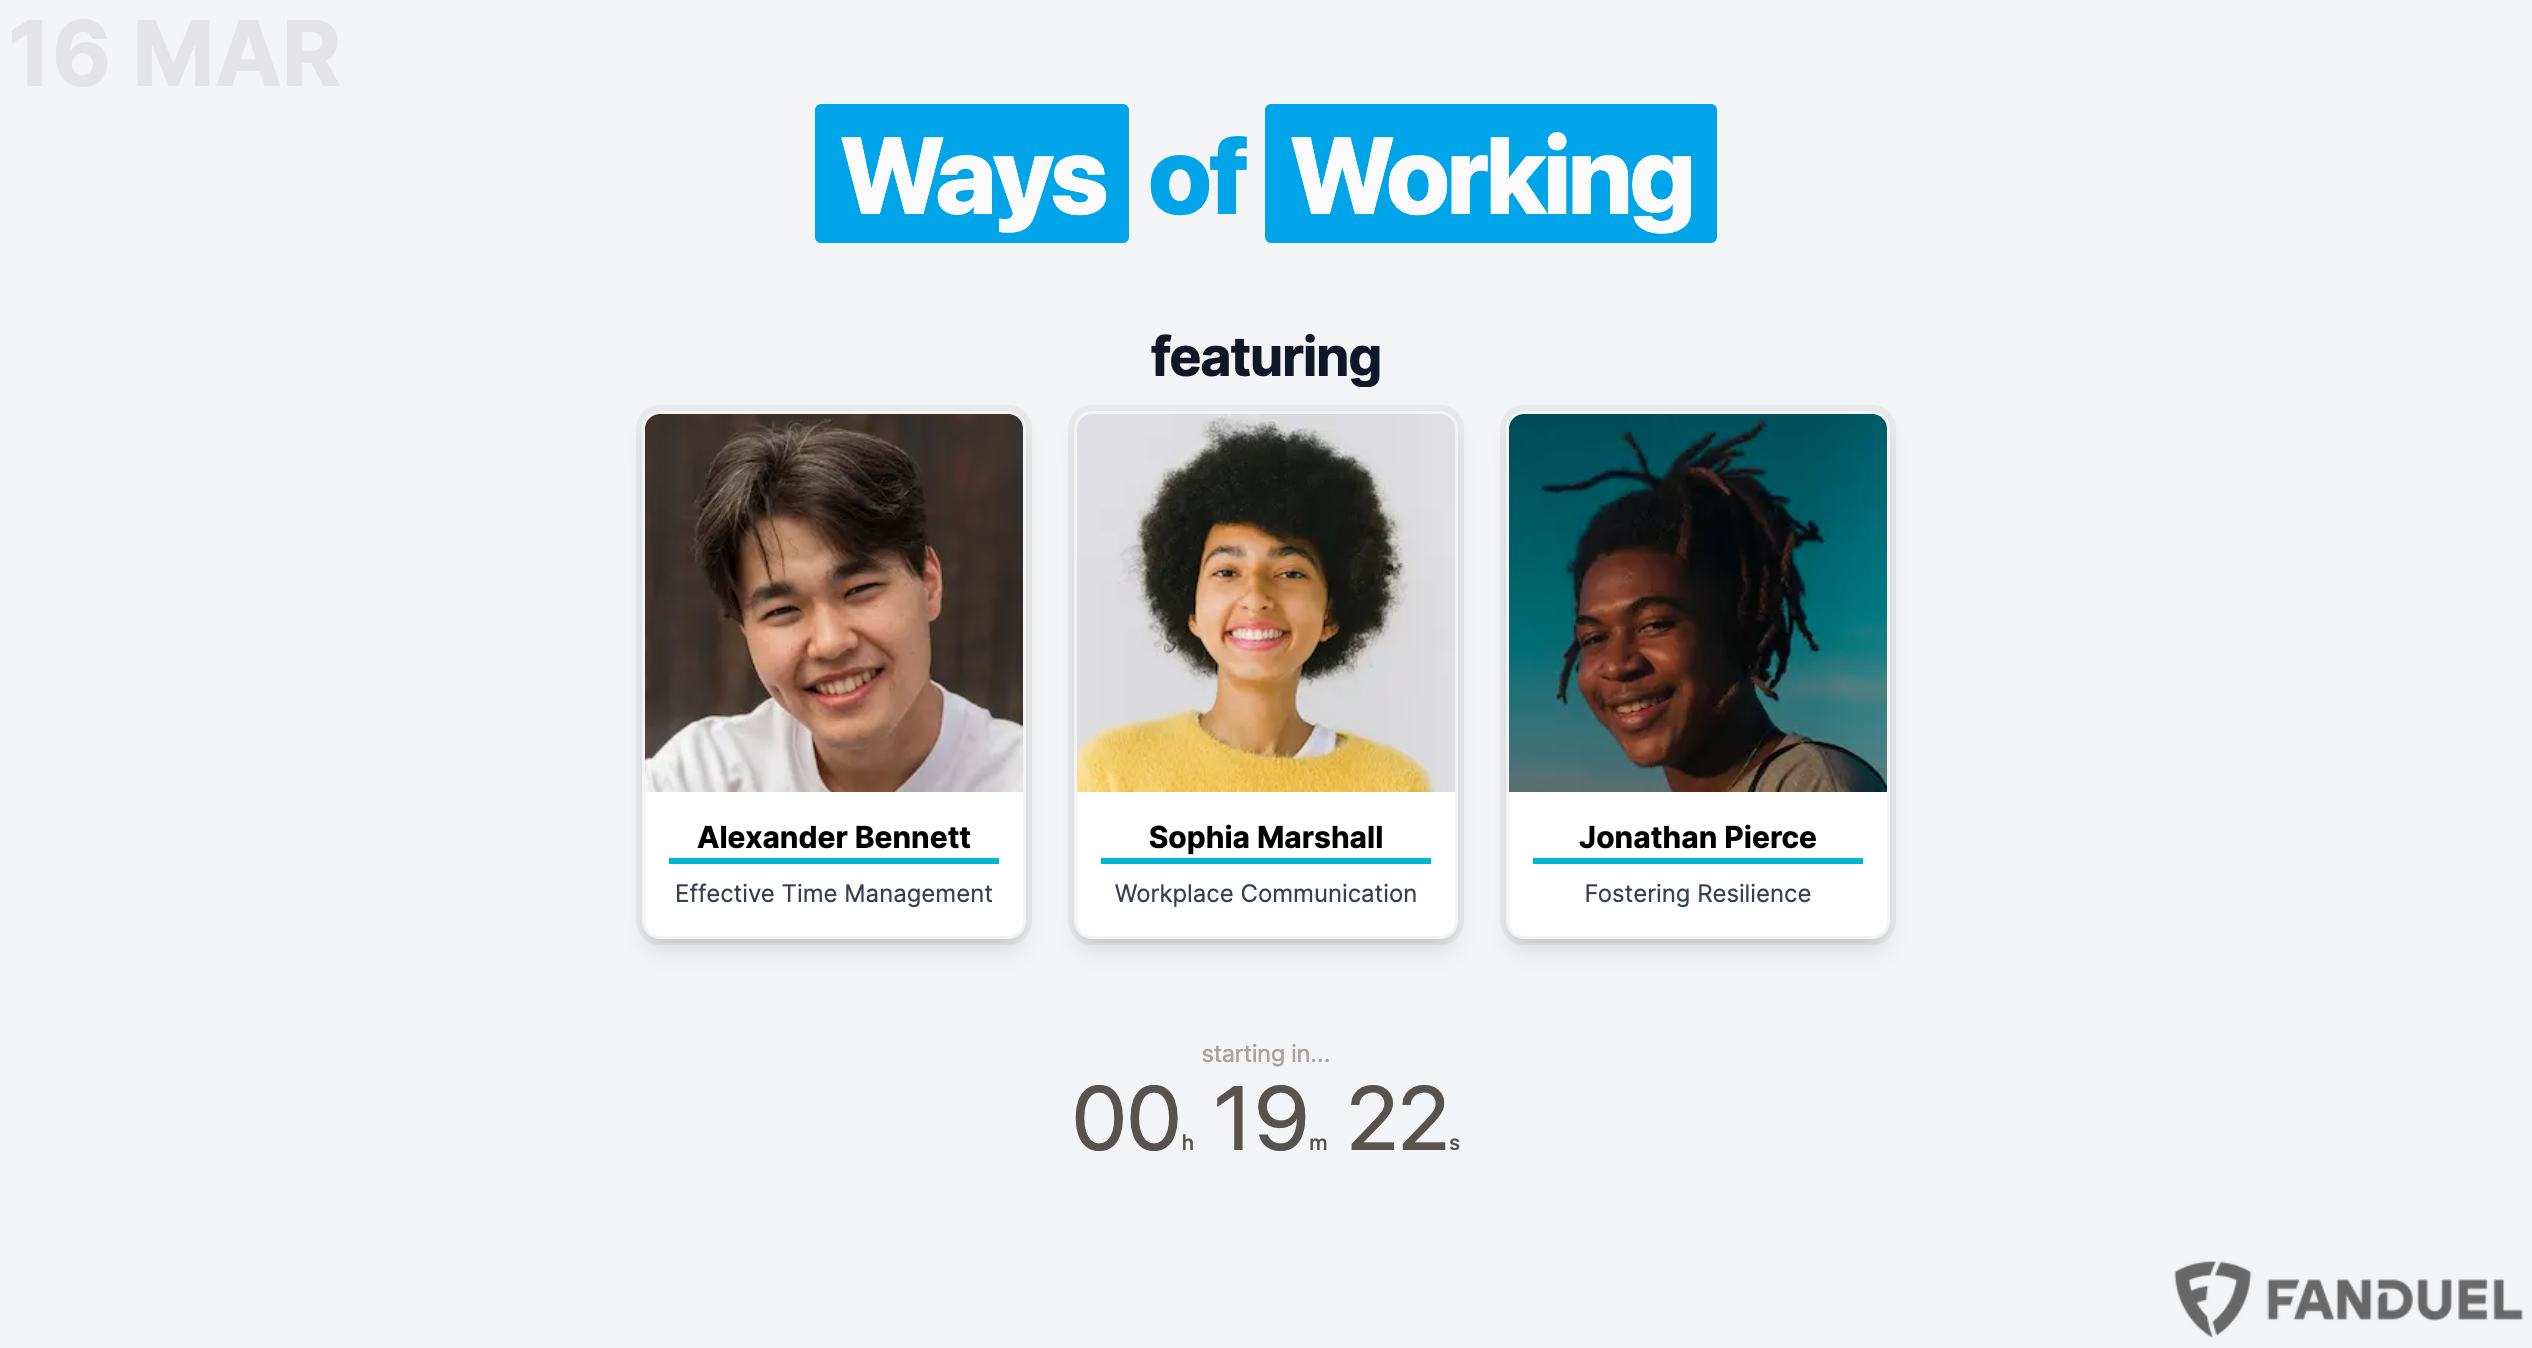 16 MAR
Ways of Working
featuring
Alexander Bennett
Effective Time Management
Sophia Marshall
Workplace Communication
Jonathan Pierce
Fostering Resilience
starting in...
00h 19m 22s
FANDUEL